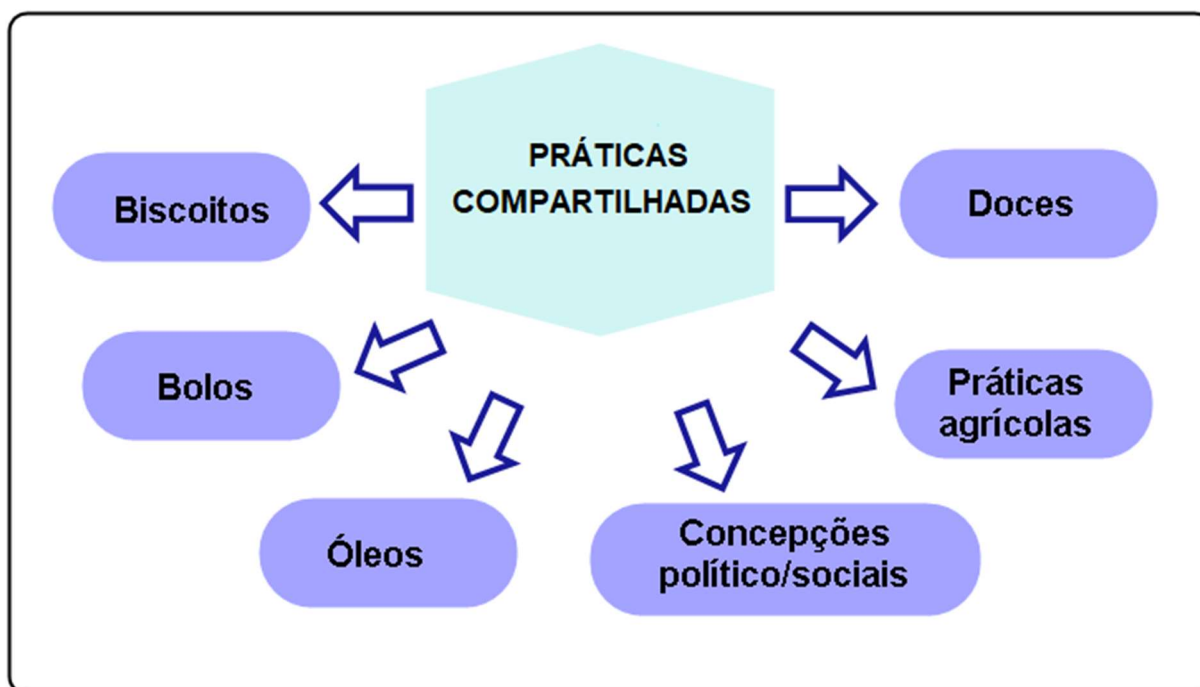 PRÁTICAS
COMPARTILHADAS
Biscoitos
Doces
Bolos
Práticas
agrícolas
Óleos
Concepções
político/sociais